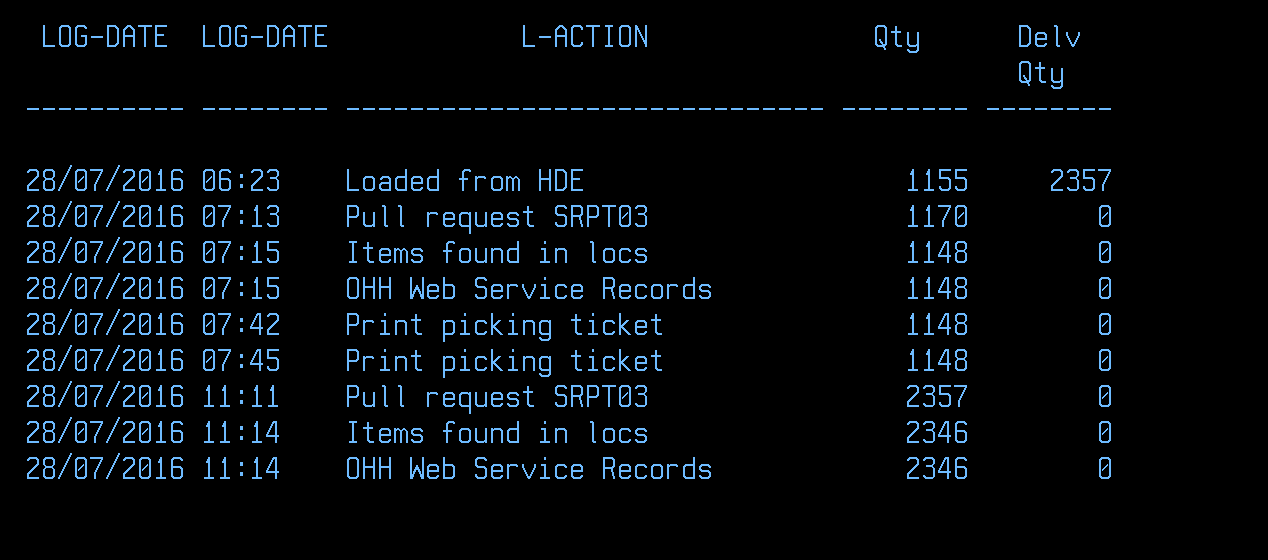 LOG-DATE LOG-DATE L-ACTION Qty Delv
Qty
---------- -------- ------------------------------ -------- --------
28/07/2016 06:23 Loaded from HDE 1155 2357
28/07/2016 07:13 Pull request SRPT03 1170 0
28/07/2016 07:15 Items found in locs 1148 0
28/07/2016 07:15 OHH Web Service Records 1148 0
28/07/2016 07:42 Print picking ticket 1148 0
28/07/2016 07:45 Print picking ticket 1148 0
28/07/2016 11:11 Pull request SRPT03 2357 0
28/07/2016 11:14 Items found in locs 2346 0
28/07/2016 11:14 OHH Web Service Records 2346 0